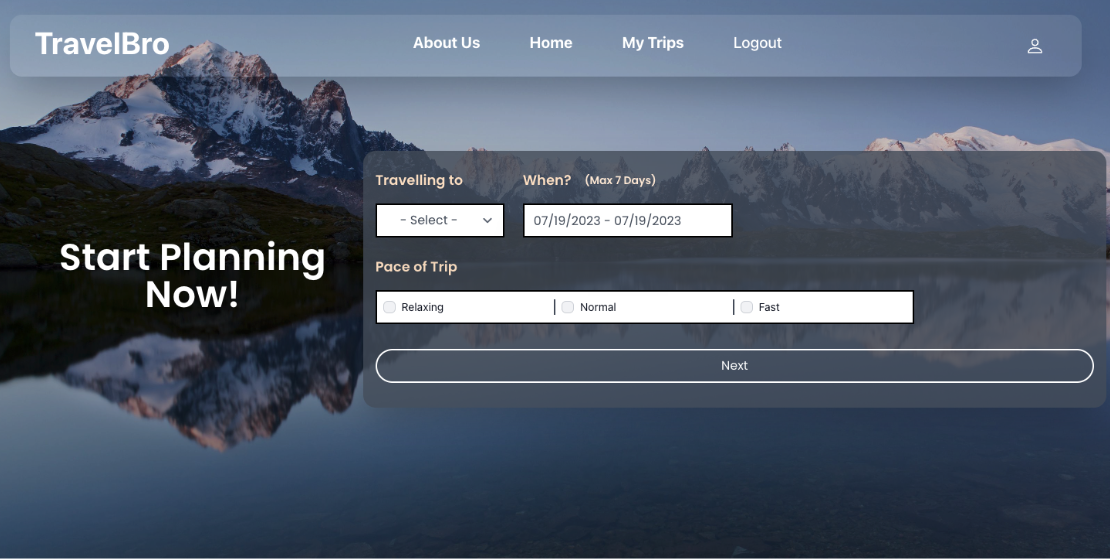 TravelBro
About Us
Home
My Trips
Logout
Start Planning
Now!
Travelling to
When? (Max 7 Days)
- Select -
07/19/2023 - 07/19/2023
Pace of Trip
Relaxing
Normal
Fast
Next